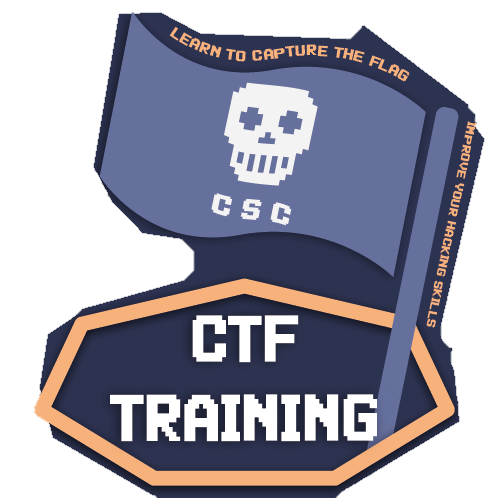 LEARN TO CAPTURE THE FLAG
IMPROVE YOUR HACKING SKILLS
CSC
CTF
TRAINING